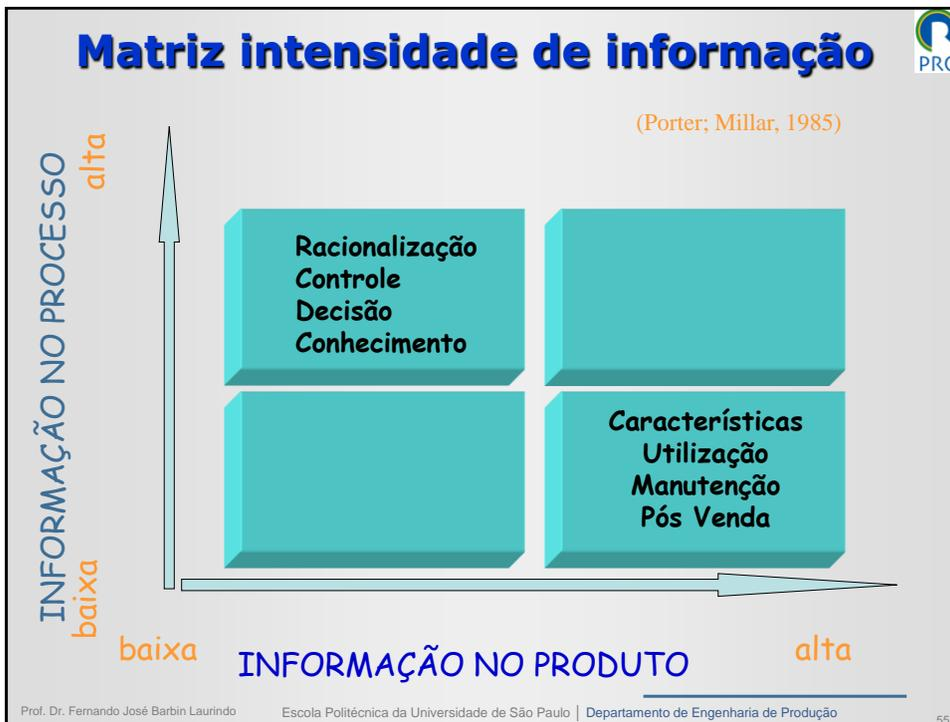 Matriz intensidade de informação
PRO
(Porter; Millar, 1985)
INFORMAÇÃO NO PROCESSO
alta
baixa
Racionalização
Controle
Decisão
Conhecimento
Características
Utilização
Manutenção
Pós Venda
baixa
INFORMAÇÃO NO PRODUTO
alta
Prof. Dr. Fernando José Barbin Laurindo
Escola Politécnica da Universidade de São Paulo | Departamento de Engenharia de Produção